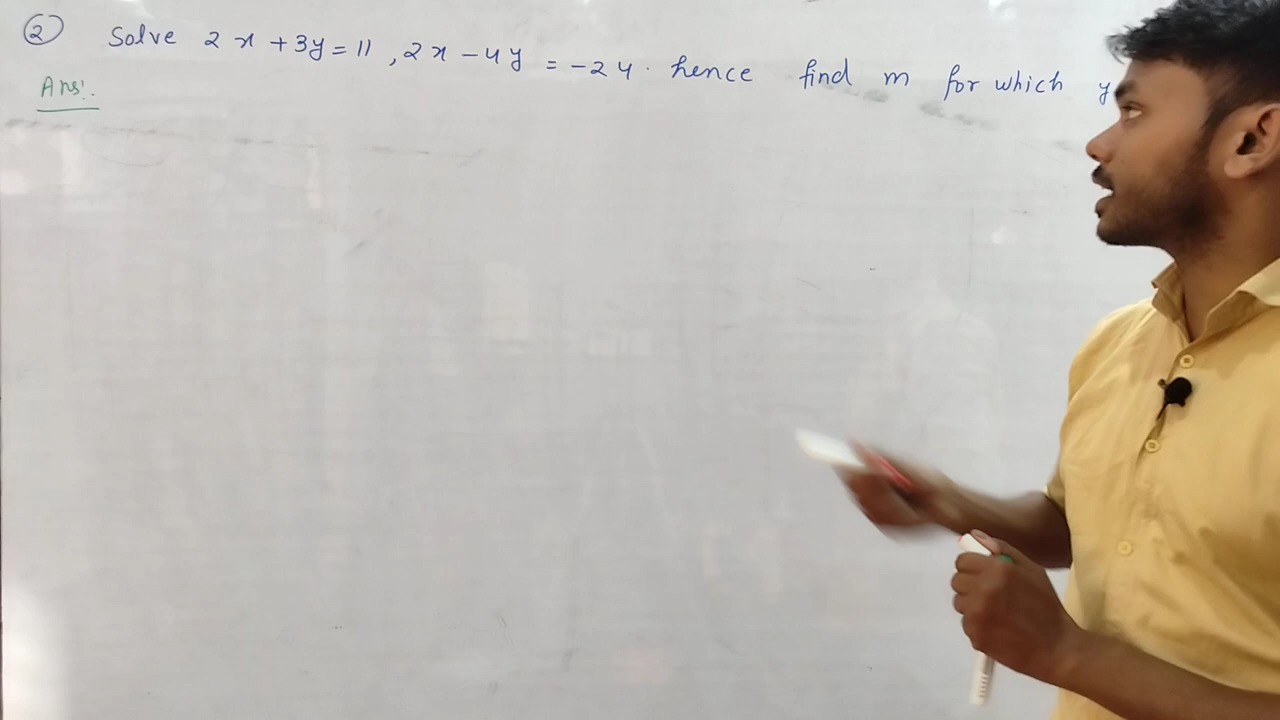 ② Solve 2x + 3y = 11, 2x - 4y = -24. hence find m for which y
Ans:.